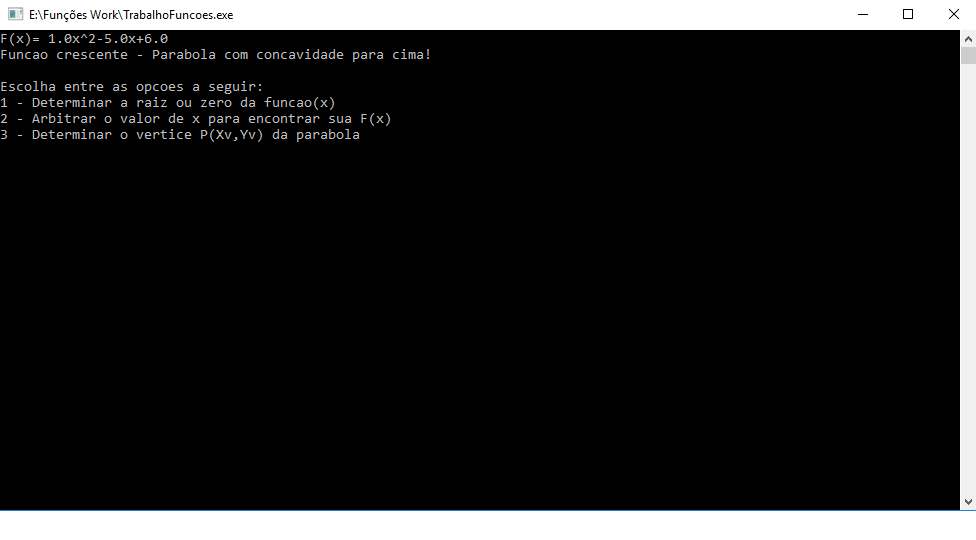 E:\Funções Work\TrabalhoFuncoes.exe
F(x)= 1.0x^2-5.0x+6.0
Funcao crescente - Parabola com concavidade para cima!
Escolha entre as opcoes a seguir:
1 - Determinar a raiz ou zero da funcao(x)
2 - Arbitrar o valor de x para encontrar sua F(x)
3 - Determinar o vertice P(Xv,Yv) da parabola